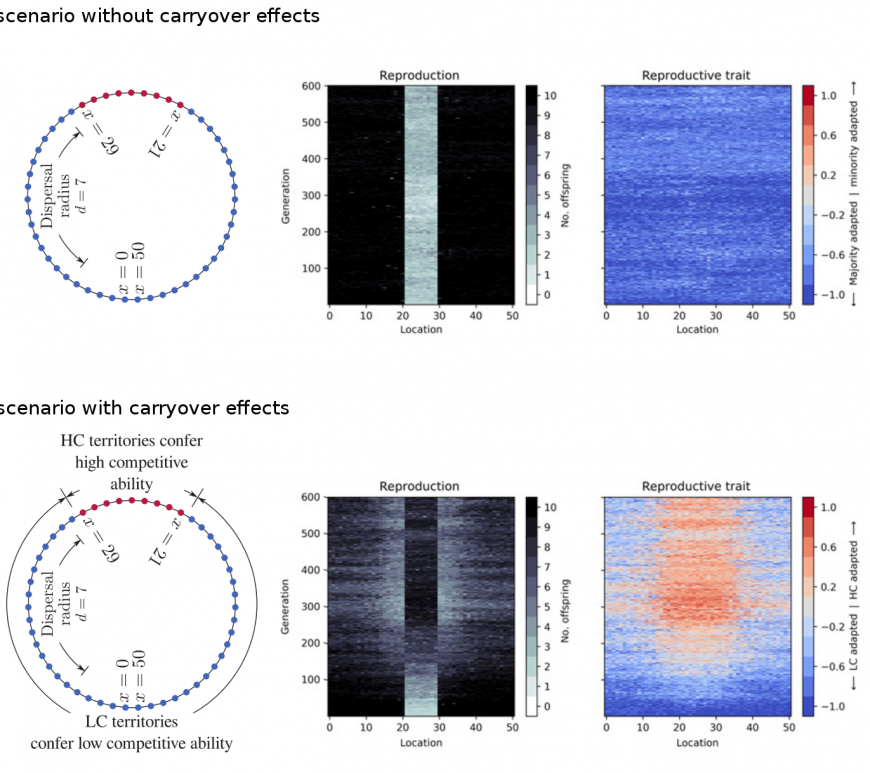 scenario without carryover effects
x = 29
x = 21
Dispersal
radius
d = 7
x = 0
x = 50
Reproduction
600
500
400
300
200
100
Generation
0 10 20 30 40 50
Location
10
9
8
7
6
5
4
3
2
1
0
No. offspring
Reproductive trait
0 10 20 30 40 50
Location
1.0
0.6
0.2
−0.2
−0.6
−1.0
← Majority adapted | minority adapted →
scenario with carryover effects
HC territories confer
high competitive
ability
x = 29
x = 21
Dispersal
radius
d = 7
x = 0
x = 50
LC territories
confer low competitive ability
Reproduction
600
500
400
300
200
100
Generation
0 10 20 30 40 50
Location
10
9
8
7
6
5
4
3
2
1
0
No. offspring
Reproductive trait
0 10 20 30 40 50
Location
1.0
0.6
0.2
−0.2
−0.6
−1.0
← LC adapted | HC adapted →